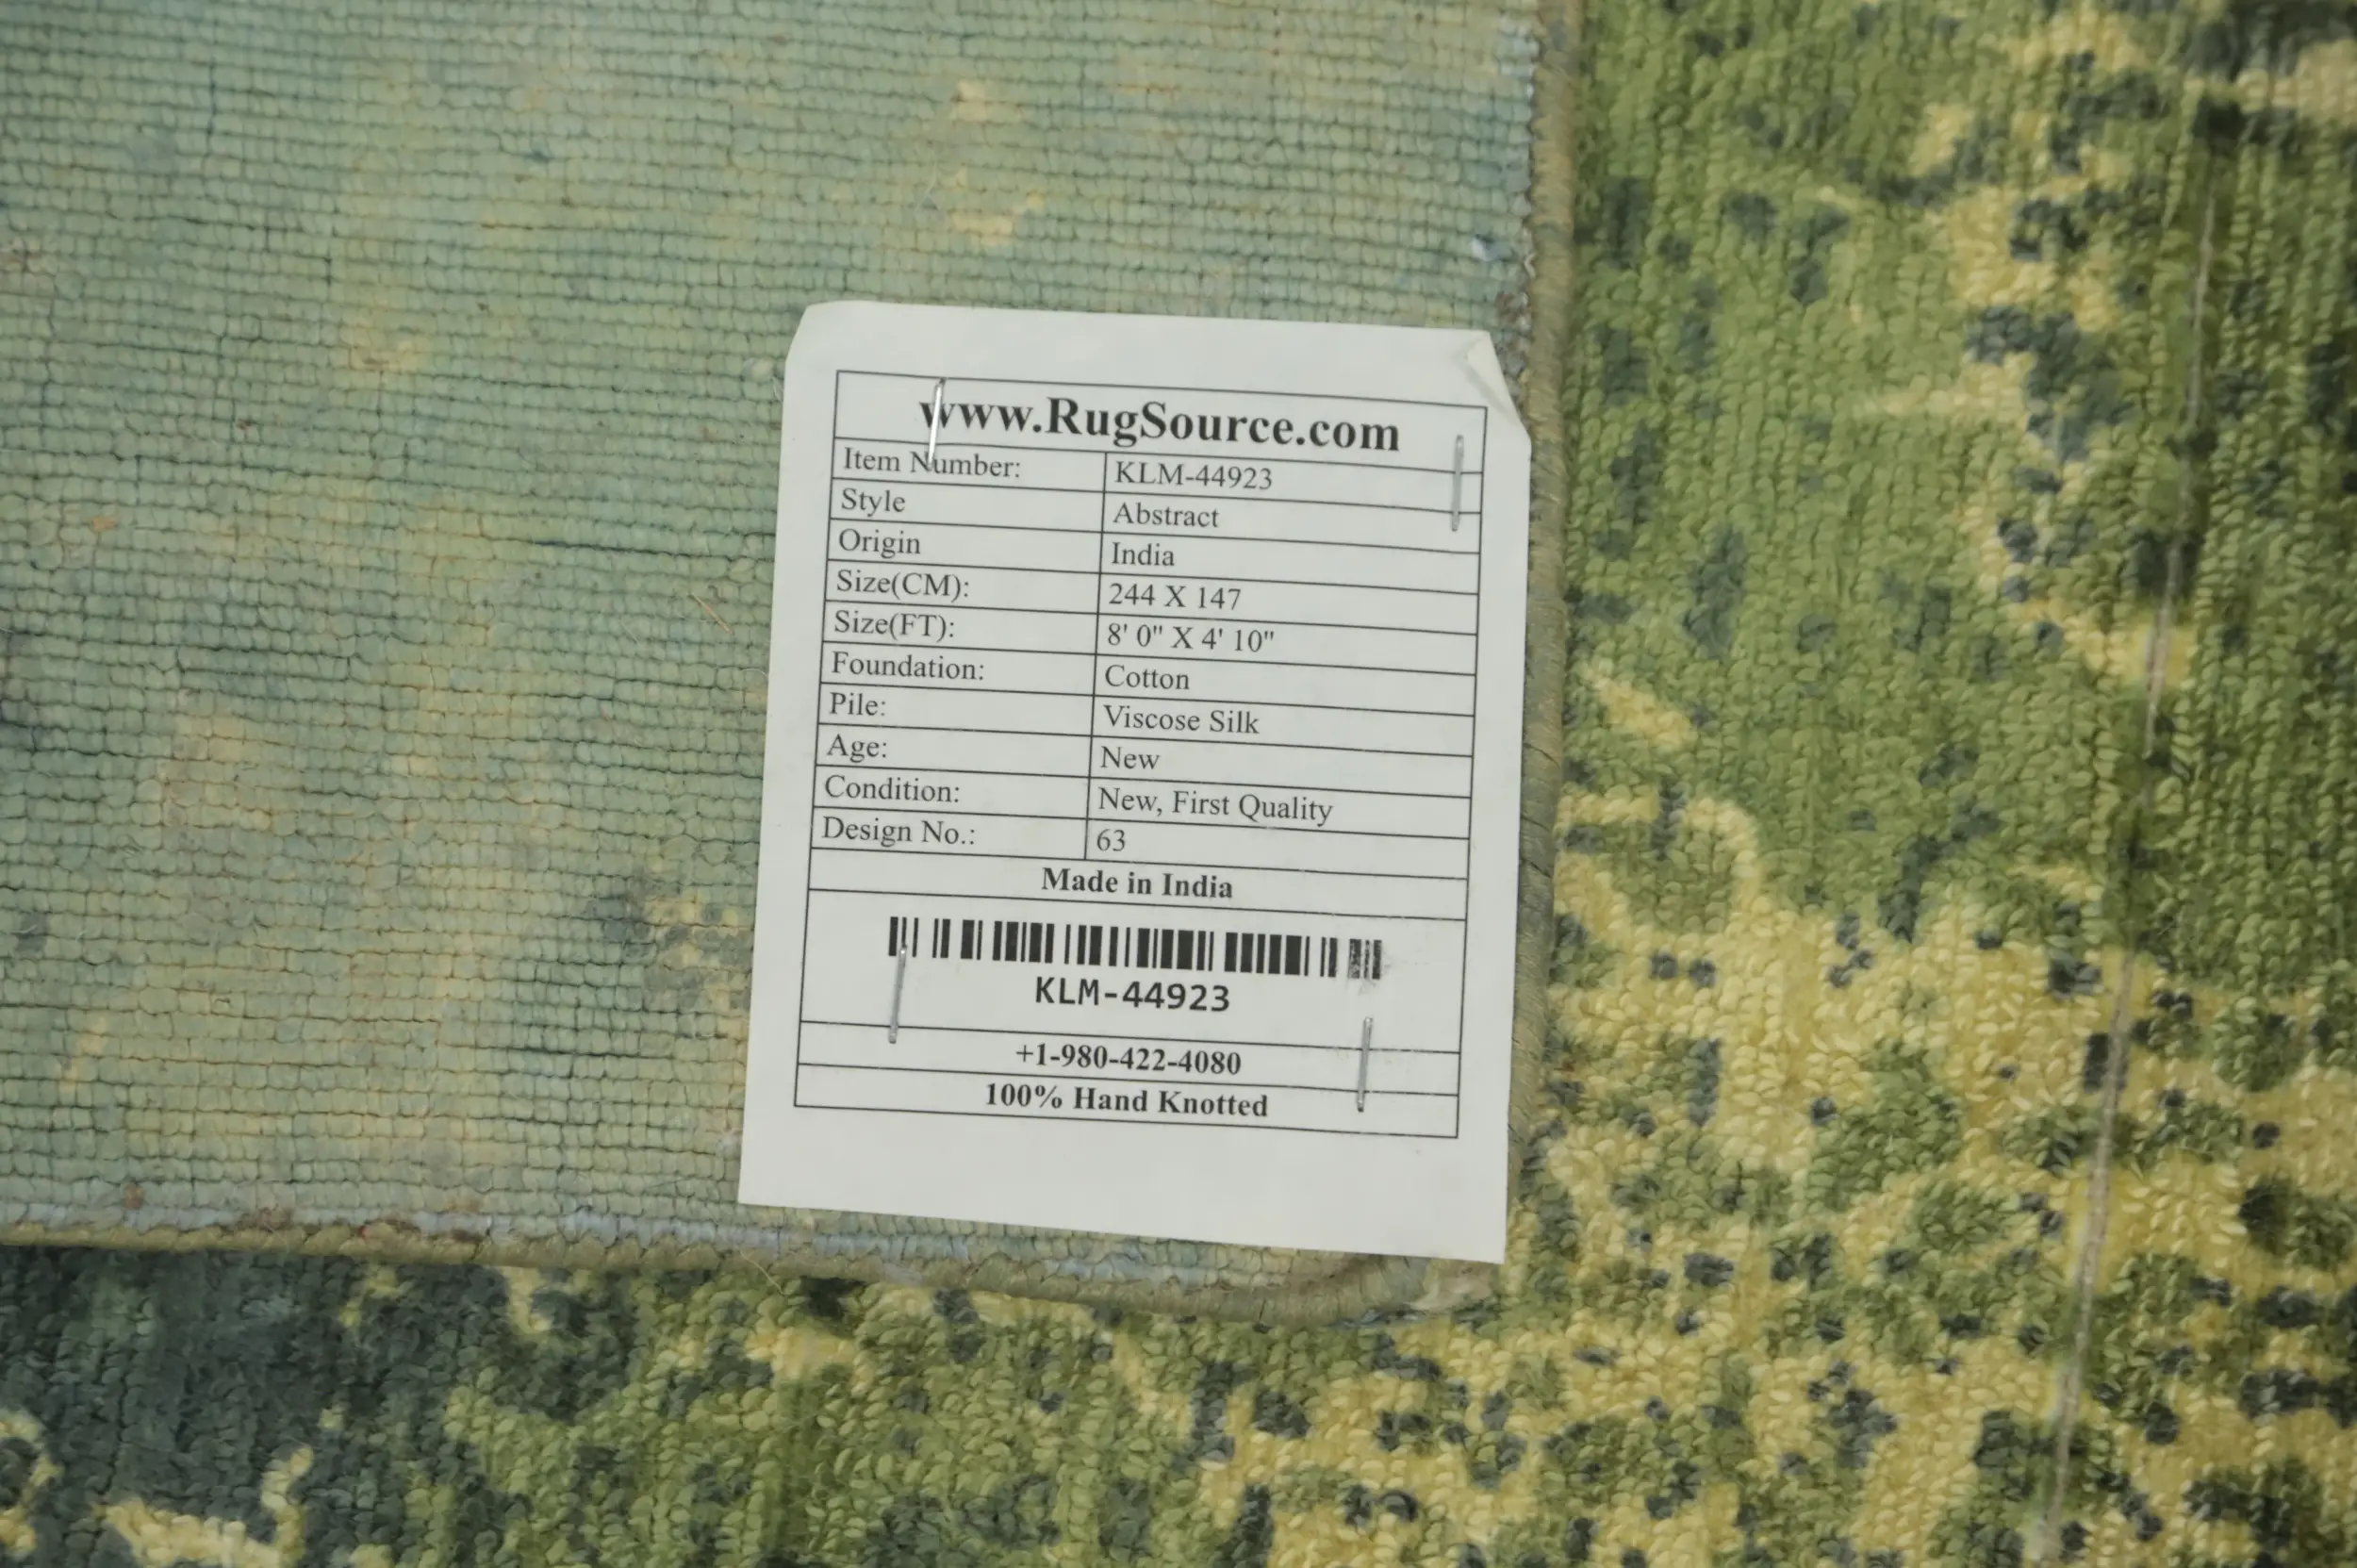 www.RugSource.com
Item Number: KLM-44923
Style Abstract
Origin India
Size(CM): 244 X 147
Size(FT): 8' 0" X 4' 10"
Foundation: Cotton
Pile: Viscose Silk
Age: New
Condition: New, First Quality
Design No.: 63
Made in India
KLM-44923
+1-980-422-4080
100% Hand Knotted